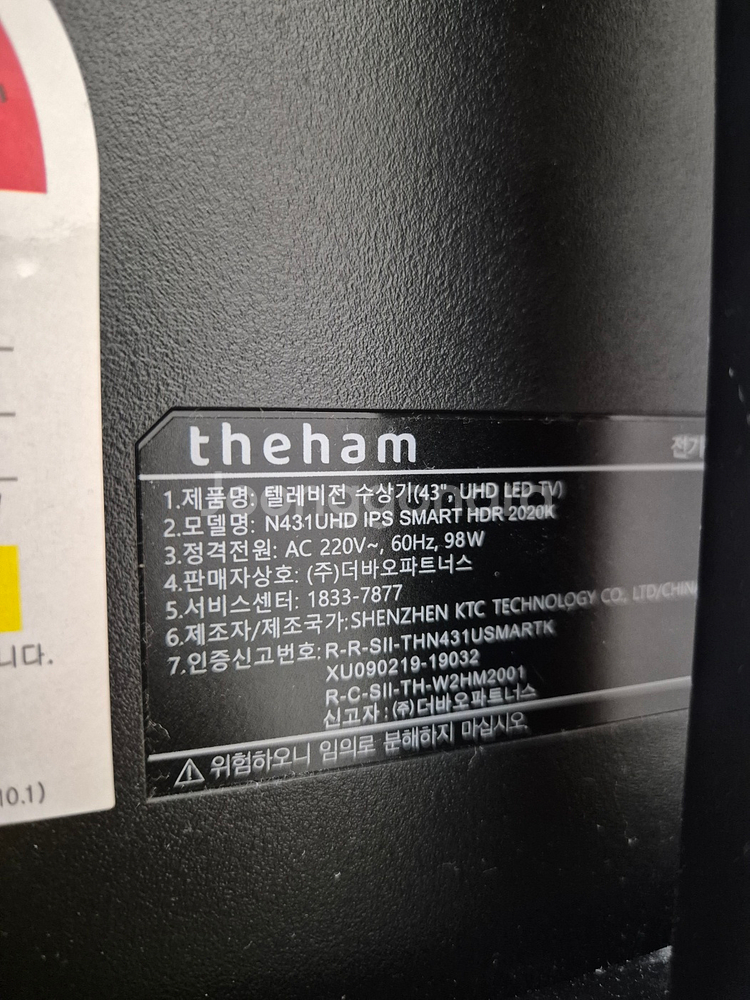 theham
전기
1.제품명: 텔레비전 수상기(43", UHD LED TV)
2.모델명: N431UHD IPS SMART HDR 2020K
3.정격전원: AC 220V~, 60Hz, 98W
4.판매자상호: (주)더바오파트너스
5.서비스센터: 1833-7877
6.제조자/제조국가:SHENZHEN KTC TECHNOLOGY CO., LTD/CHINA
7.인증신고번호:R-R-SII-THN431USMARTK
XU090219-19032
R-C-SII-TH-W2HM2001
신고자 : (주)더바오파트너스
위험하오니 임의로 분해하지 마십시오
니다.
10.1)